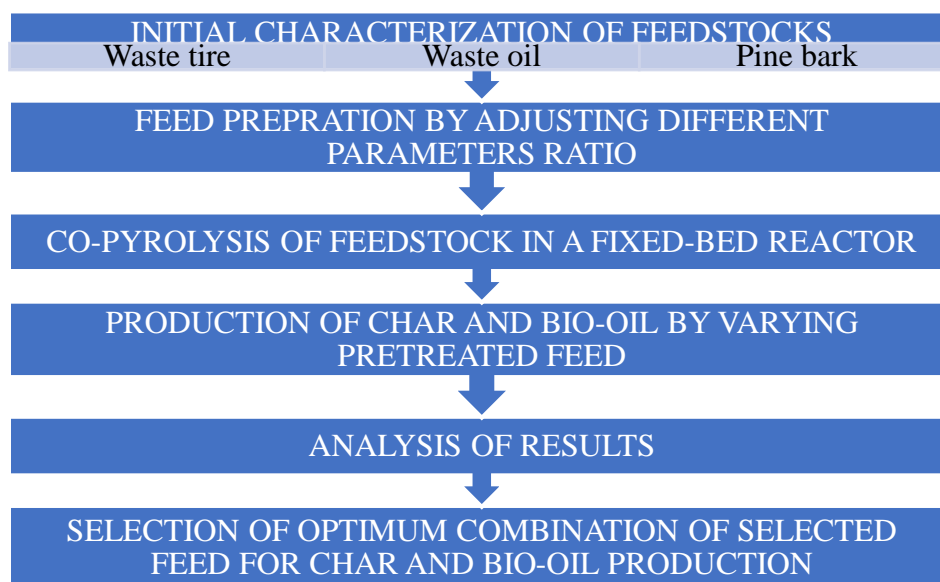 INITIAL CHARACTERIZATION OF FEEDSTOCKS
Waste tire Waste oil Pine bark
FEED PREPRATION BY ADJUSTING DIFFERENT
PARAMETERS RATIO
CO-PYROLYSIS OF FEEDSTOCK IN A FIXED-BED REACTOR
PRODUCTION OF CHAR AND BIO-OIL BY VARYING
PRETREATED FEED
ANALYSIS OF RESULTS
SELECTION OF OPTIMUM COMBINATION OF SELECTED
FEED FOR CHAR AND BIO-OIL PRODUCTION